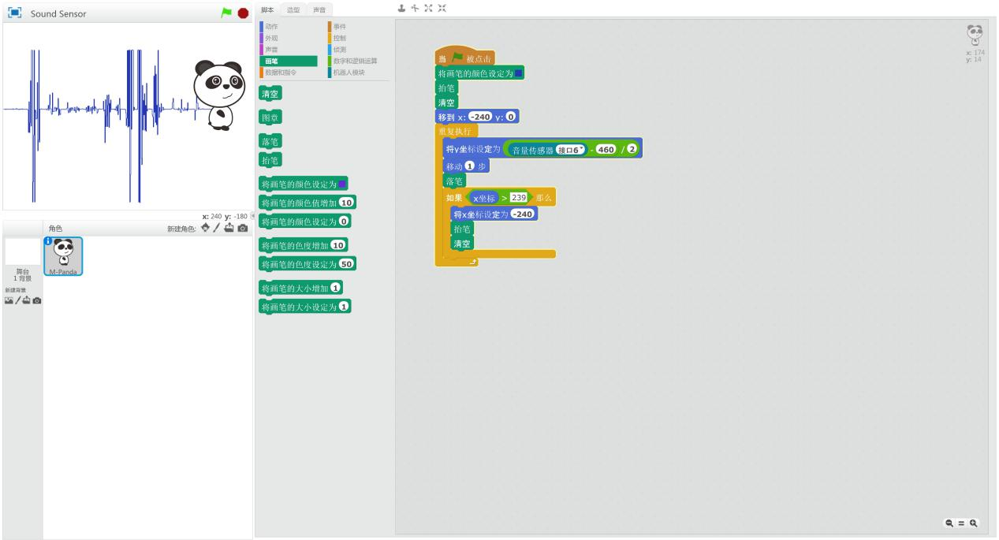 Sound Sensor
x: 240 y: -180
角色
新建角色:
舞台
1 背景
新建背景
M-Panda
脚本 造型 声音
动作 事件
外观 控制
声音 侦测
画笔 数字和逻辑运算
数据和指令 机器人模块
清空
图章
落笔
抬笔
将画笔的颜色设定为
将画笔的颜色值增加 10
将画笔的颜色设定为 0
将画笔的色度增加 10
将画笔的色度设定为 50
将画笔的大小增加 1
将画笔的大小设定为 1
当 被点击
将画笔的颜色设定为
抬笔
清空
移到 x: -240 y: 0
重复执行
将y坐标设定为 音量传感器 接口6 - 460 / 2
移动 1 步
落笔
如果 x坐标 > 239 那么
将x坐标设定为 -240
抬笔
清空
x: 174
y: 14